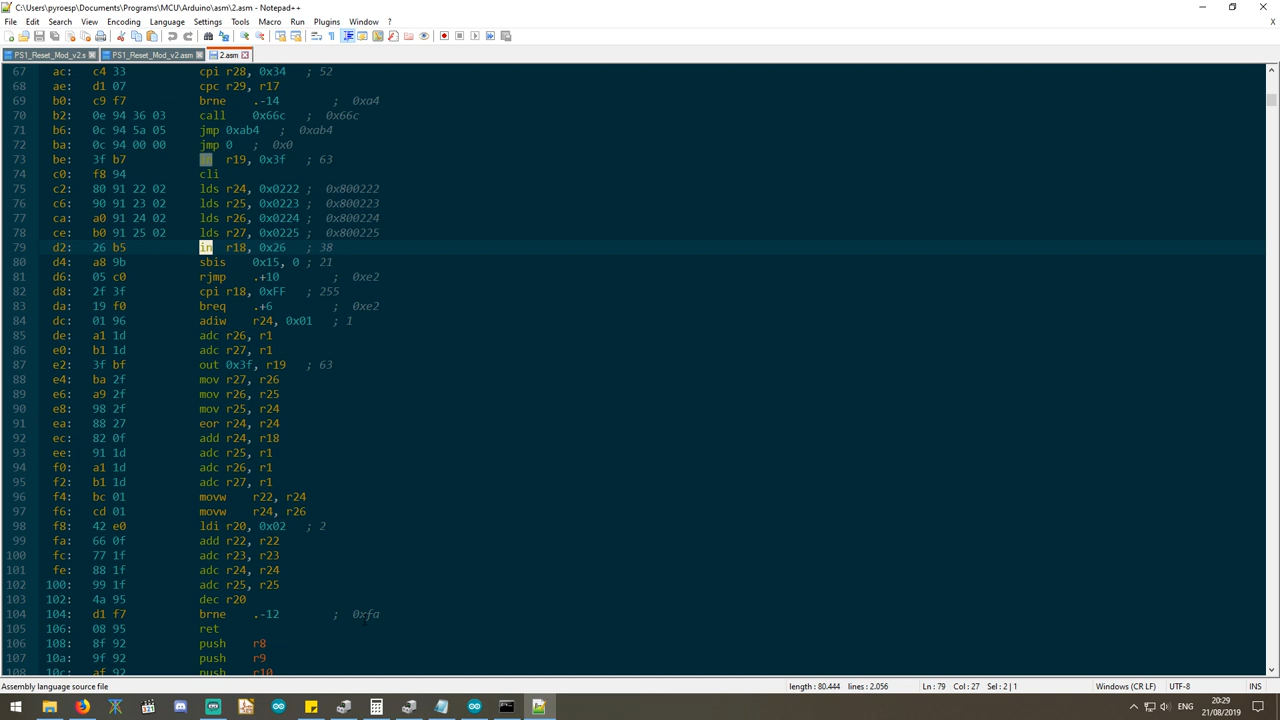 C:\Users\pyroesp\Documents\Programs\MCU\Arduino\asm\2.asm - Notepad++
File Edit Search View Encoding Language Settings Tools Macro Run Plugins Window ?
PS1_Reset_Mod_v2.s PS1_Reset_Mod_v2.asm 2.asm
67 ac: c4 33 cpi r28, 0x34 ; 52
68 ae: d1 07 cpc r29, r17
69 b0: c9 f7 brne .-14 ; 0xa4
70 b2: 0e 94 36 03 call 0x66c ; 0x66c
71 b6: 0c 94 5a 05 jmp 0xab4 ; 0xab4
72 ba: 0c 94 00 00 jmp 0 ; 0x0
73 be: 3f b7 in r19, 0x3f ; 63
74 c0: f8 94 cli
75 c2: 80 91 22 02 lds r24, 0x0222 ; 0x800222
76 c6: 90 91 23 02 lds r25, 0x0223 ; 0x800223
77 ca: a0 91 24 02 lds r26, 0x0224 ; 0x800224
78 ce: b0 91 25 02 lds r27, 0x0225 ; 0x800225
79 d2: 26 b5 in r18, 0x26 ; 38
80 d4: a8 9b sbis 0x15, 0 ; 21
81 d6: 05 c0 rjmp .+10 ; 0xe2
82 d8: 2f 3f cpi r18, 0xFF ; 255
83 da: 19 f0 breq .+6 ; 0xe2
84 dc: 01 96 adiw r24, 0x01 ; 1
85 de: a1 1d adc r26, r1
86 e0: b1 1d adc r27, r1
87 e2: 3f bf out 0x3f, r19 ; 63
88 e4: ba 2f mov r27, r26
89 e6: a9 2f mov r26, r25
90 e8: 98 2f mov r25, r24
91 ea: 88 27 eor r24, r24
92 ec: 82 0f add r24, r18
93 ee: 91 1d adc r25, r1
94 f0: a1 1d adc r26, r1
95 f2: b1 1d adc r27, r1
96 f4: bc 01 movw r22, r24
97 f6: cd 01 movw r24, r26
98 f8: 42 e0 ldi r20, 0x02 ; 2
99 fa: 66 0f add r22, r22
100 fc: 77 1f adc r23, r23
101 fe: 88 1f adc r24, r24
102 100: 99 1f adc r25, r25
103 102: 4a 95 dec r20
104 104: d1 f7 brne .-12 ; 0xfa
105 106: 08 95 ret
106 108: 8f 92 push r8
107 10a: 9f 92 push r9
108 10c: af 92 push r10
Assembly language source file length : 80.444 lines : 2.056 Ln : 79 Col : 27 Sel : 2 | 1 Windows (CR LF) UTF-8 INS
ENG 20:29
21/08/2019